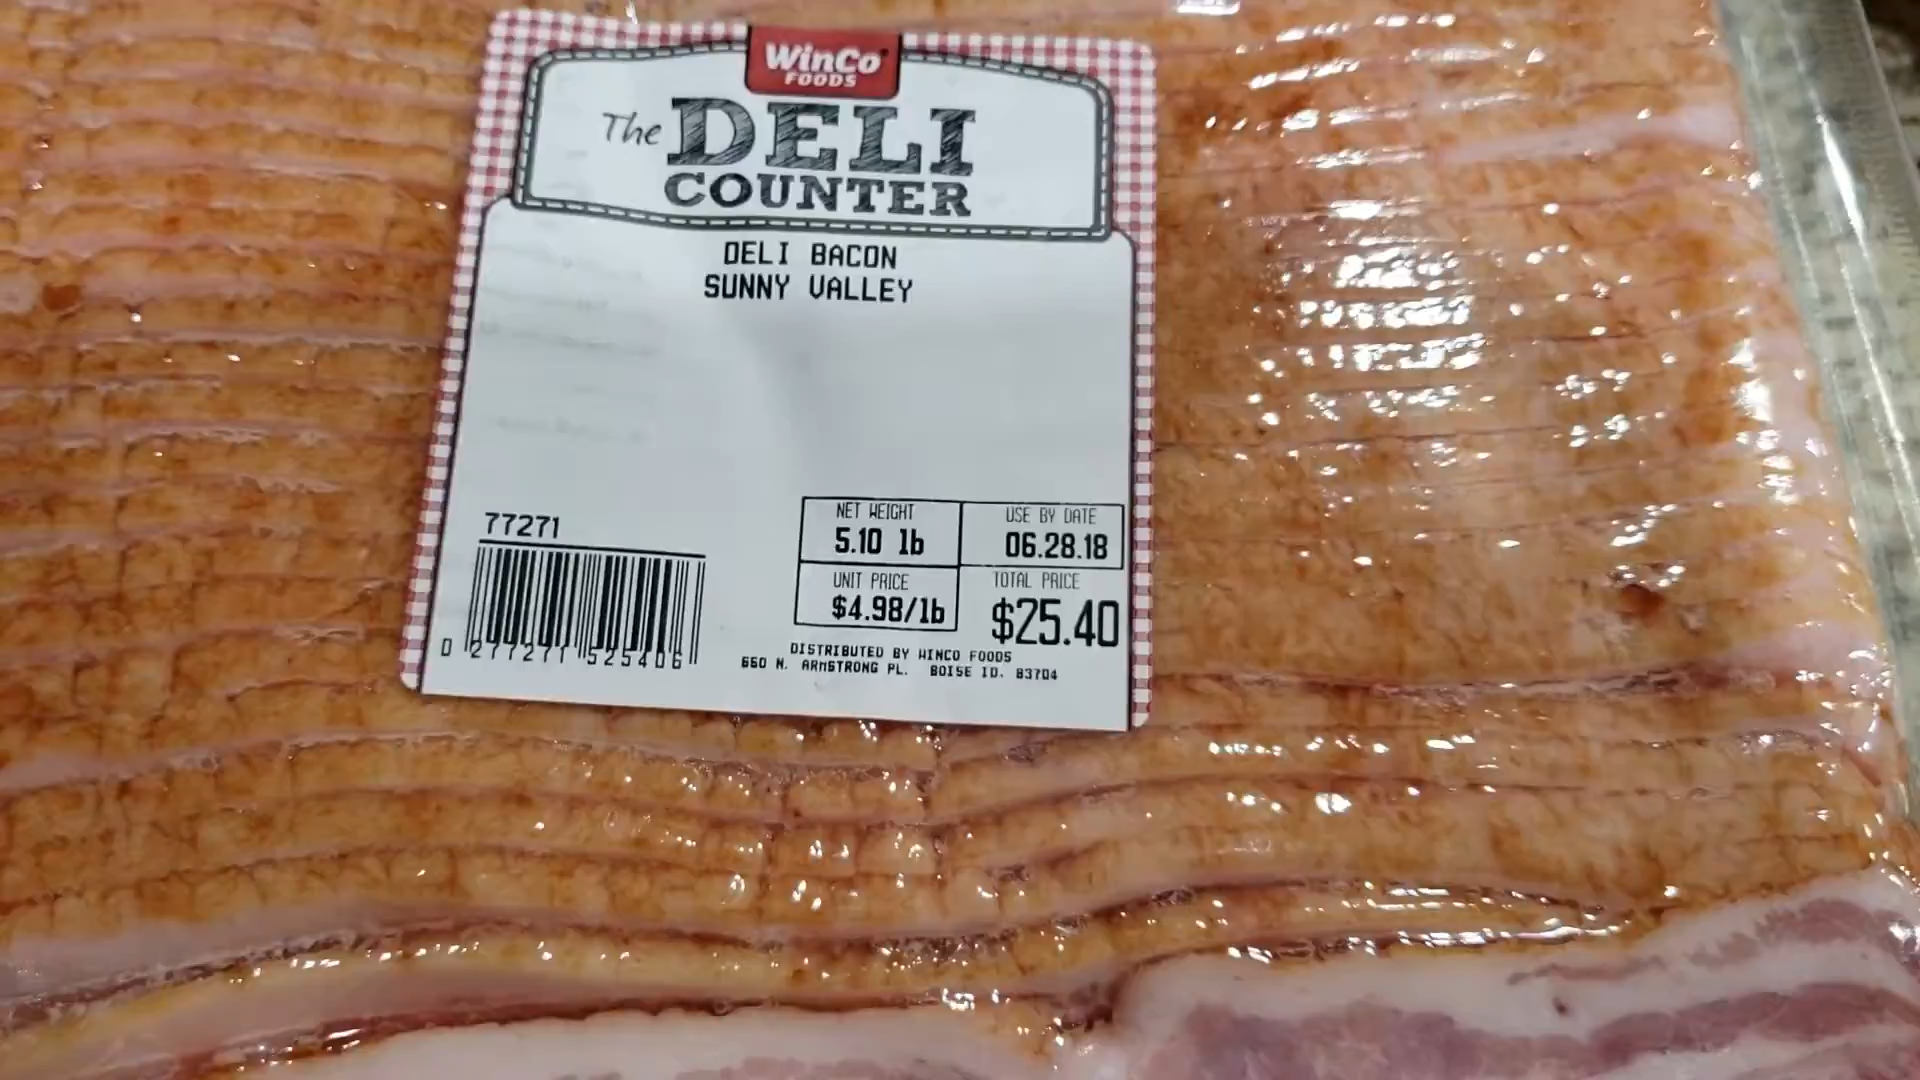 WinCo
FOODS
The DELI
COUNTER
DELI BACON
SUNNY VALLEY
77271
0 277271 525406
NET WEIGHT
5.10 lb
USE BY DATE
06.28.18
UNIT PRICE
$4.98/lb
TOTAL PRICE
$25.40
DISTRIBUTED BY WINCO FOODS
650 N. ARMSTRONG PL. BOISE ID. 83704